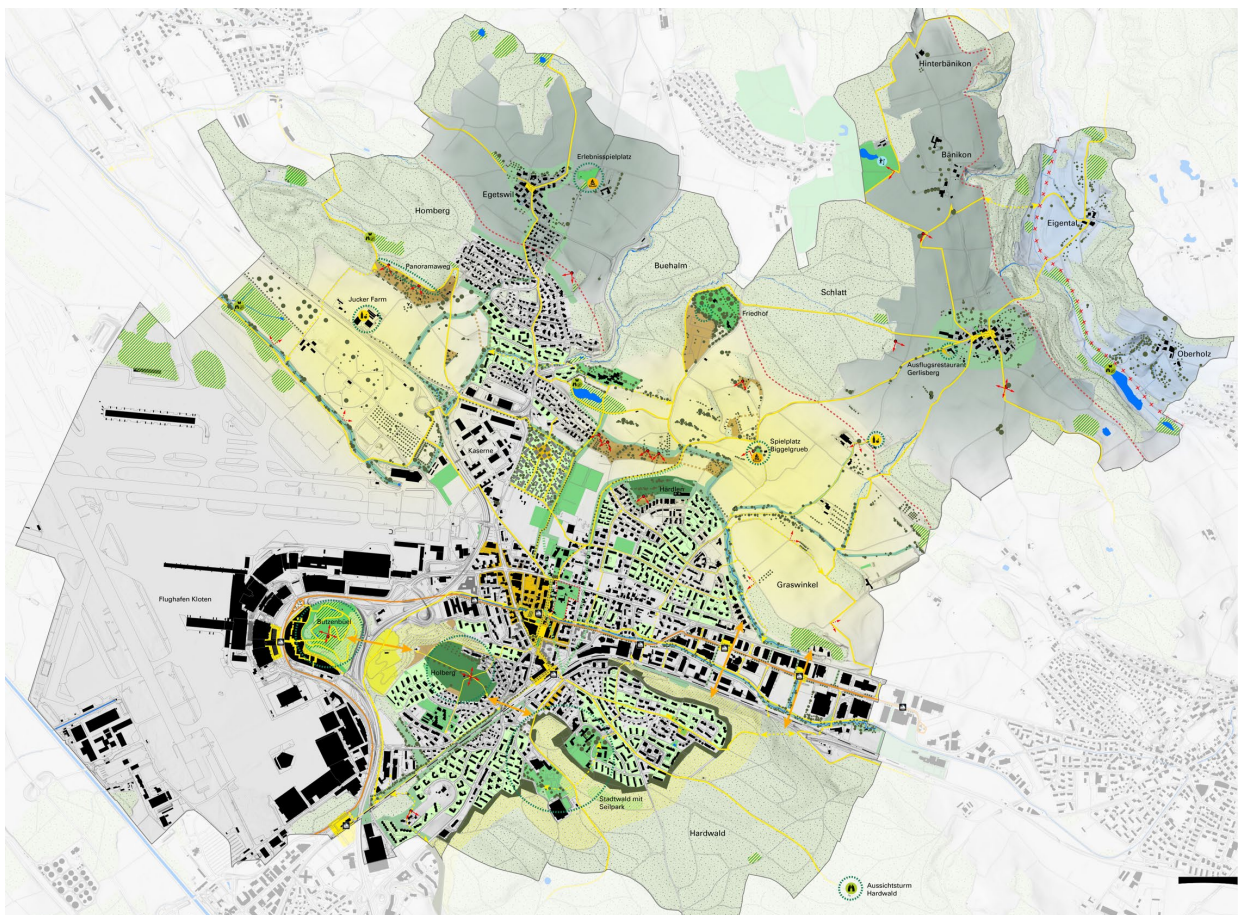 Hinterbänikon
Erlebnisspielplatz
Bänikon
Egetswil
Homberg
Eigental
Buehalm
Panoramaweg
Schlatt
Jucker Farm
Friedhof
Oberholz
Ausflugsrestaurant
Gerlisberg
Spielplatz
Biggelgrueb
Kaserne
Hardlen
Graswinkel
Flughafen Kloten
Butzenbüel
Holberg
Stadtwald mit
Seilpark
Hardwald
Aussichtsturm
Hardwald